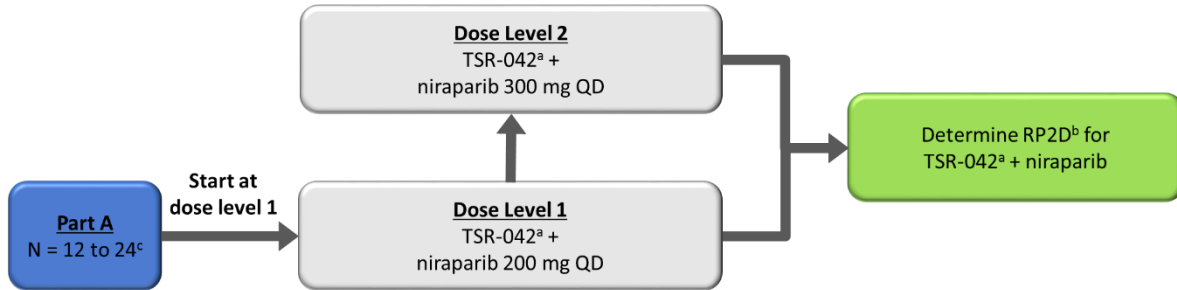 Dose Level 2
TSR-042ᵃ +
niraparib 300 mg QD
Determine RP2Dᵇ for
TSR-042ᵃ + niraparib
Start at
dose level 1
Part A
N = 12 to 24ᶜ
Dose Level 1
TSR-042ᵃ +
niraparib 200 mg QD